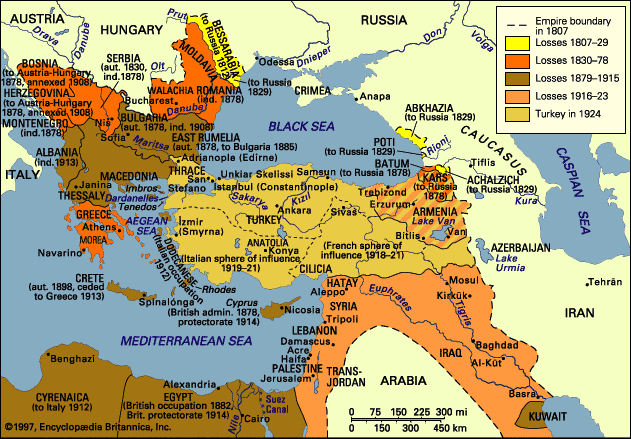 AUSTRIA
HUNGARY
RUSSIA
Drava
Danube
Prut
BESSARABIA
(to Russia 1812)
MOLDAVIA
Don
Volga
Empire boundary
in 1807
Losses 1807–29
Losses 1830–78
Losses 1879–1915
Losses 1916–23
Turkey in 1924
BOSNIA
(to Austria-Hungary
1878, annexed 1908)
HERZEGOVINA
(to Austria-Hungary
1878, annexed 1908)
MONTENEGRO
(ind.1878)
SERBIA
(aut. 1830,
ind.1878)
Olt
WALACHIA
ROMANIA
(ind.1878)
Bucharest
Danube
Odessa
Dnieper
(to Russia
1829)
CRIMEA
Anapa
Niš
Sofia
BULGARIA
(aut. 1878, ind. 1908)
EAST RUMELIA
(aut. 1878, to Bulgaria 1885)
Maritsa
Adrianople (Edirne)
BLACK SEA
ABKHAZIA
(to Russia 1829)
CAUCASUS
Rioni
POTI
(to Russia 1829)
BATUM
(to Russia 1878)
KARS
(to Russia
1878)
Tiflis
ACHALZICH
(to Russia 1829)
Kura
CASPIAN
SEA
ITALY
ALBANIA
(ind.1913)
MACEDONIA
THRACE
San
Stefano
Unkiar Skelessi
Samsun
Istanbul (Constantinople)
Janina
Imbros
Dardanelles
Tenedos
THESSALY
AEGEAN
SEA
GREECE
Athens
MOREA
Navarino
Izmir
(Smyrna)
Sakary
Kizil
Ankara
TURKEY
Sivas
Trebizond
Erzurum
ARMENIA
Lake Van
Van
Bitlis
AZERBAIJAN
Lake
Urmia
ANATOLIA
Konya
(Italian sphere of
influence
1919–21)
(French sphere of
influence 1918–21)
CILICIA
DODECANESE
(Italian occupation
1912)
Rhodes
CRETE
(aut. 1898, ceded
to Greece 1913)
Spinalónga
Cyprus
(British admin. 1878,
protectorate 1914)
Nicosia
HATAY
Aleppo
SYRIA
Tripoli
LEBANON
Damascus
Acre
Haifa
PALESTINE
Jerusalem
TRANS-
JORDAN
Euphrates
Mosul
Kirkūk
Tigris
Baghdad
IRAQ
Al-Kūt
Basra
KUWAIT
Tehrān
IRAN
MEDITERRANEAN SEA
Benghazi
CYRENAICA
(to Italy 1912)
Alexandria
EGYPT
(British occupation 1882,
Brit. protectorate 1914)
Nile
Cairo
Suez
Canal
ARABIA
0 75 150 225 300 mi
0 150 300 450 km
©1997, Encyclopædia Britannica, Inc.